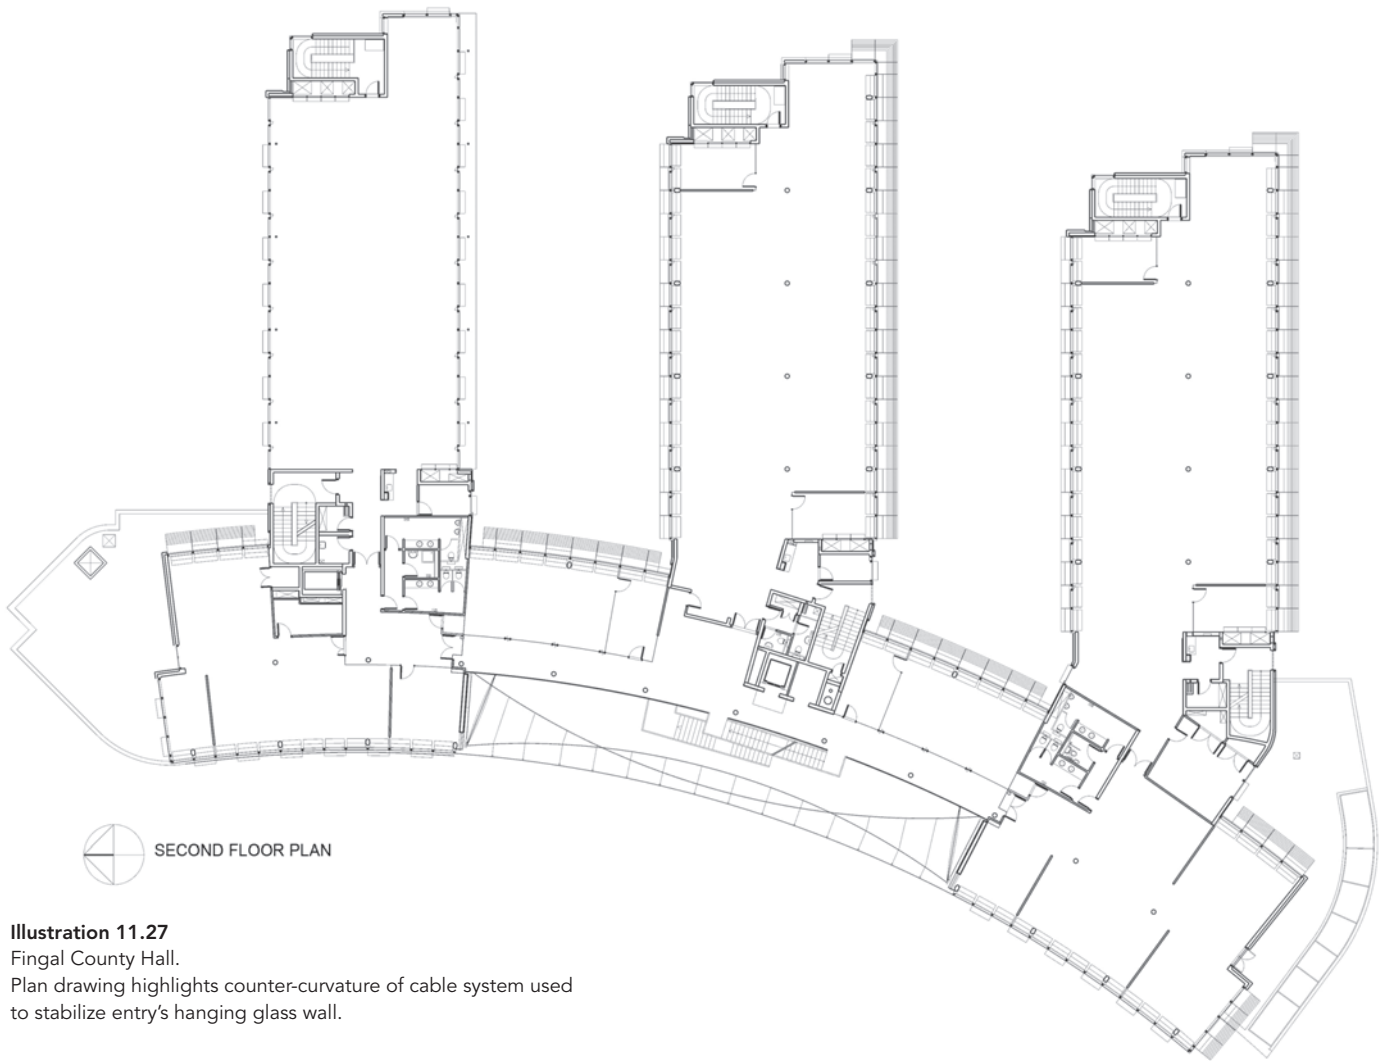 SECOND FLOOR PLAN
Illustration 11.27
Fingal County Hall.
Plan drawing highlights counter-curvature of cable system used
to stabilize entry’s hanging glass wall.